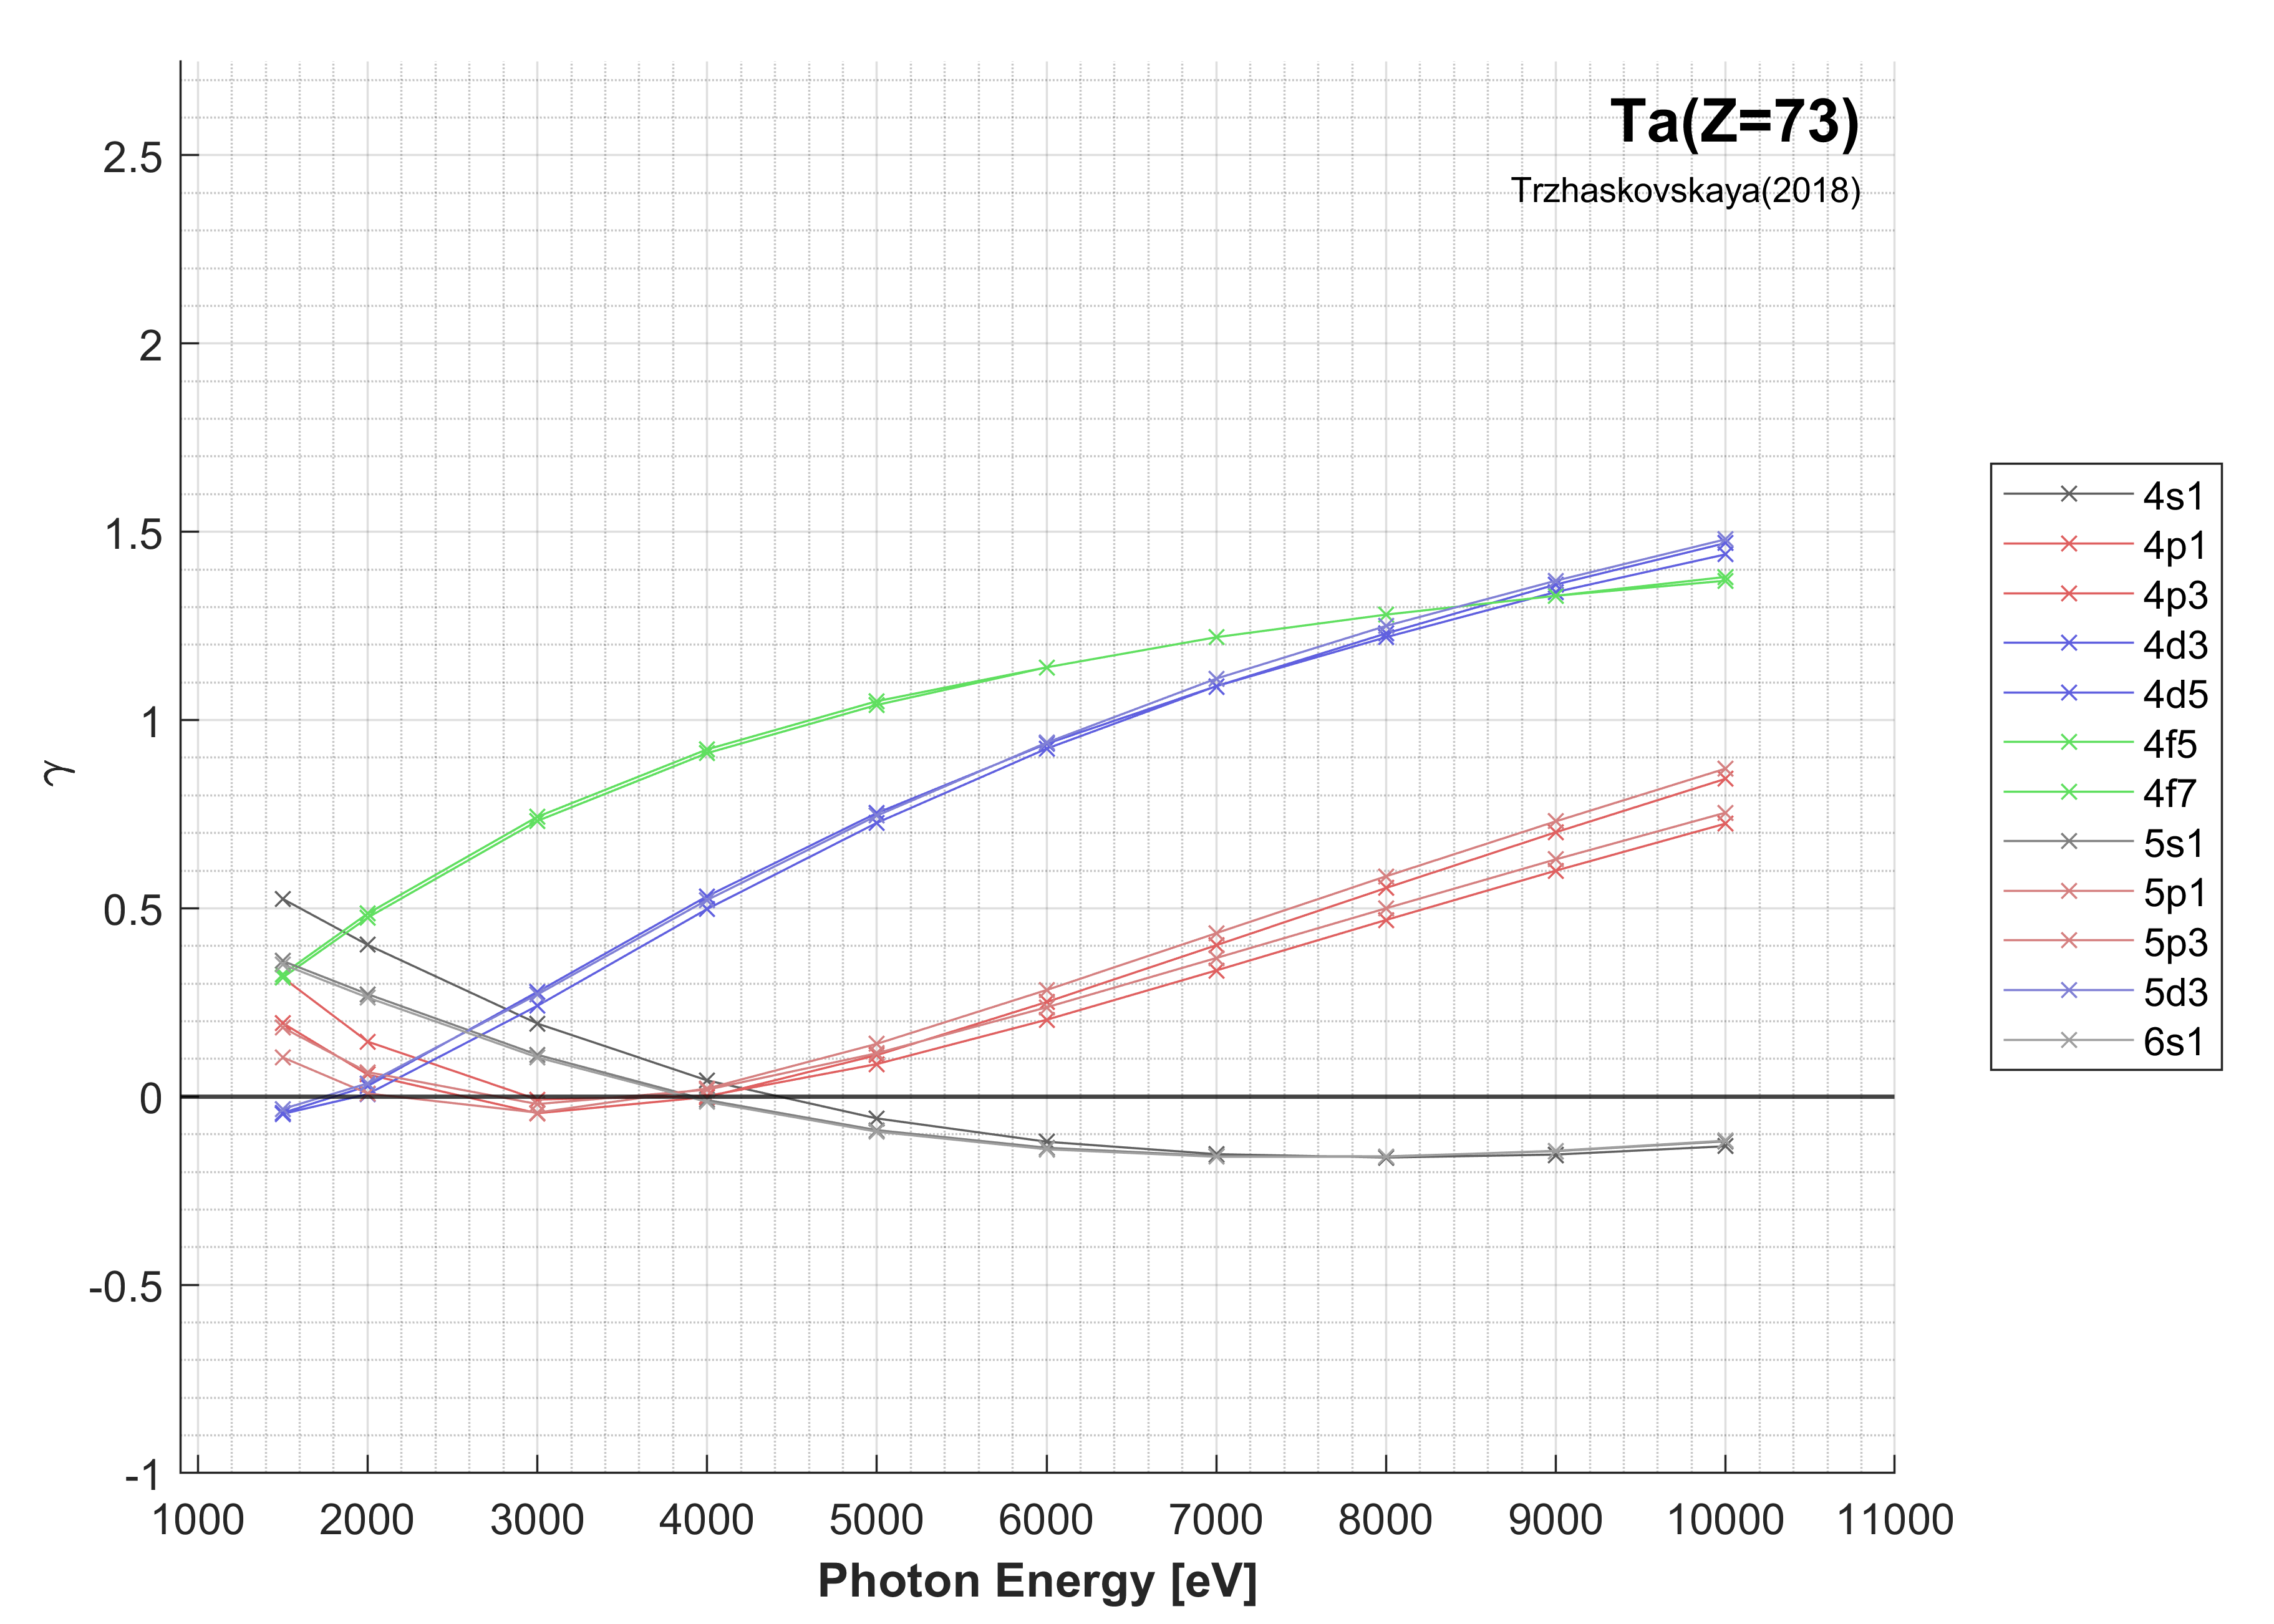 Ta(Z=73)
Trzhaskovskaya(2018)
2.5
2
1.5
1
0.5
0
-0.5
-1
γ
1000 2000 3000 4000 5000 6000 7000 8000 9000 10000 11000
Photon Energy [eV]
4s1
4p1
4p3
4d3
4d5
4f5
4f7
5s1
5p1
5p3
5d3
6s1